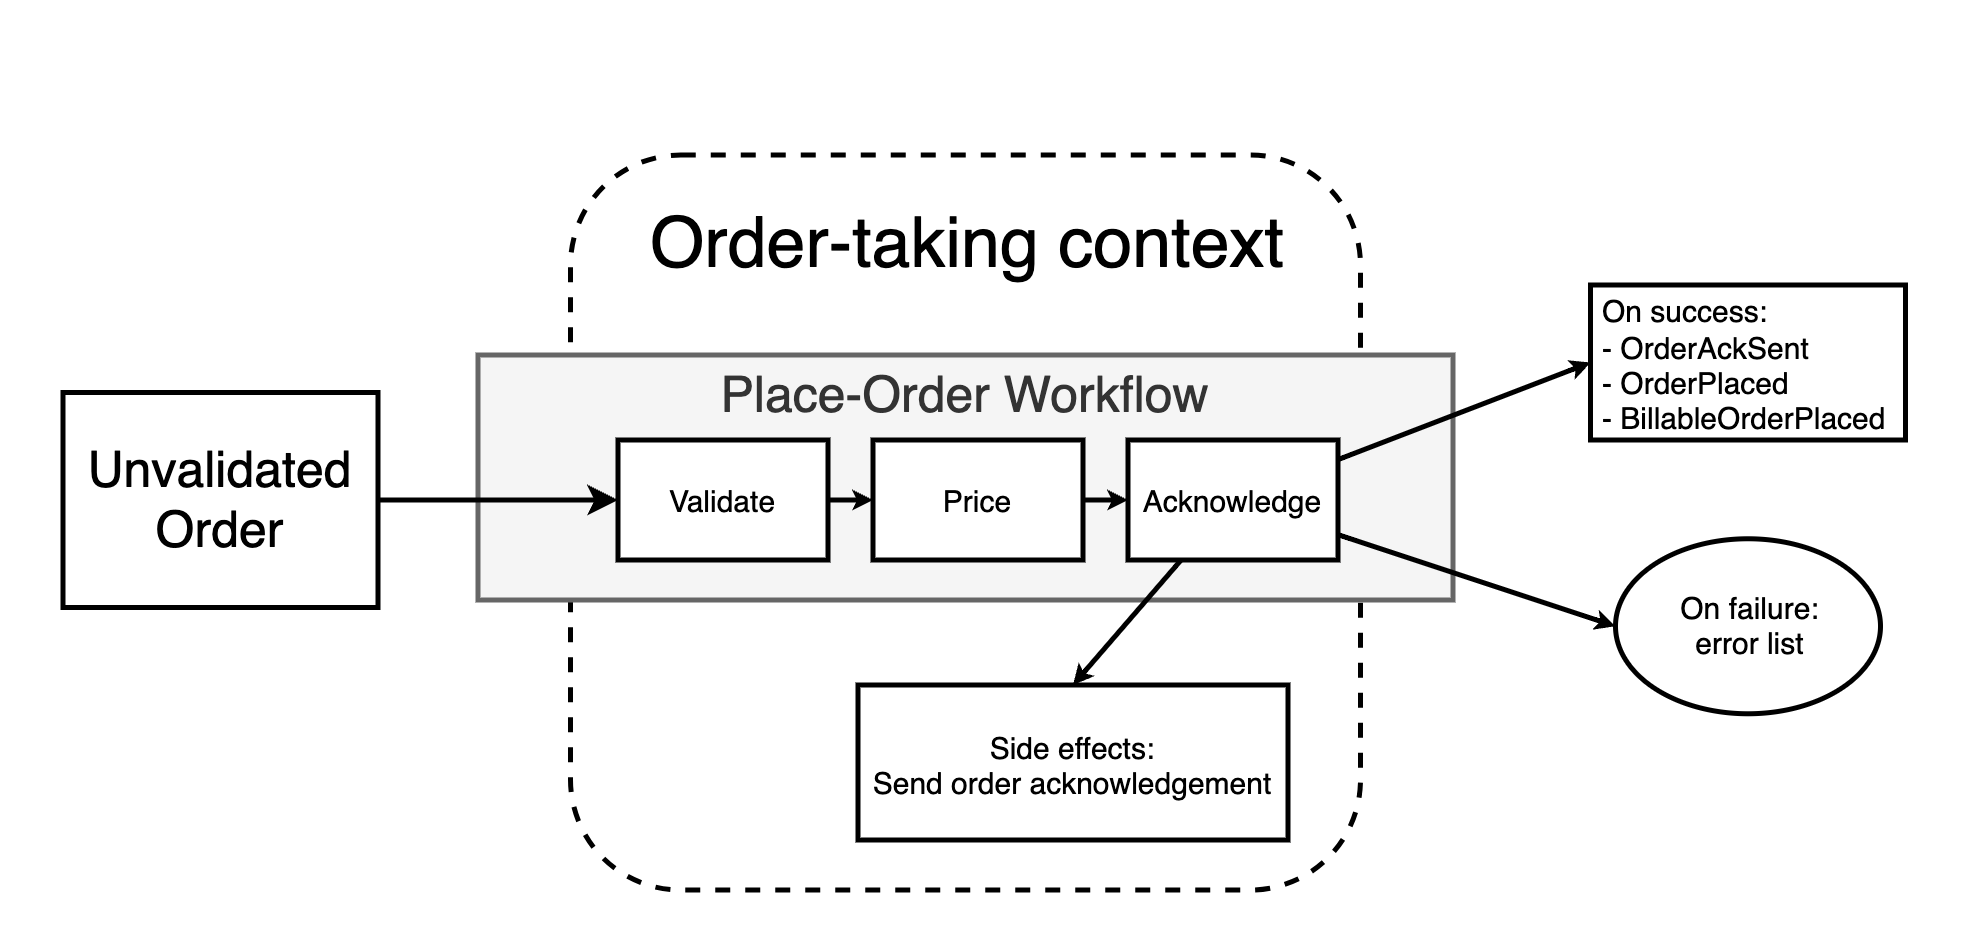 Order-taking context
Place-Order Workflow
Unvalidated
Order
Validate
Price
Acknowledge
On success:
- OrderAckSent
- OrderPlaced
- BillableOrderPlaced
On failure:
error list
Side effects:
Send order acknowledgement